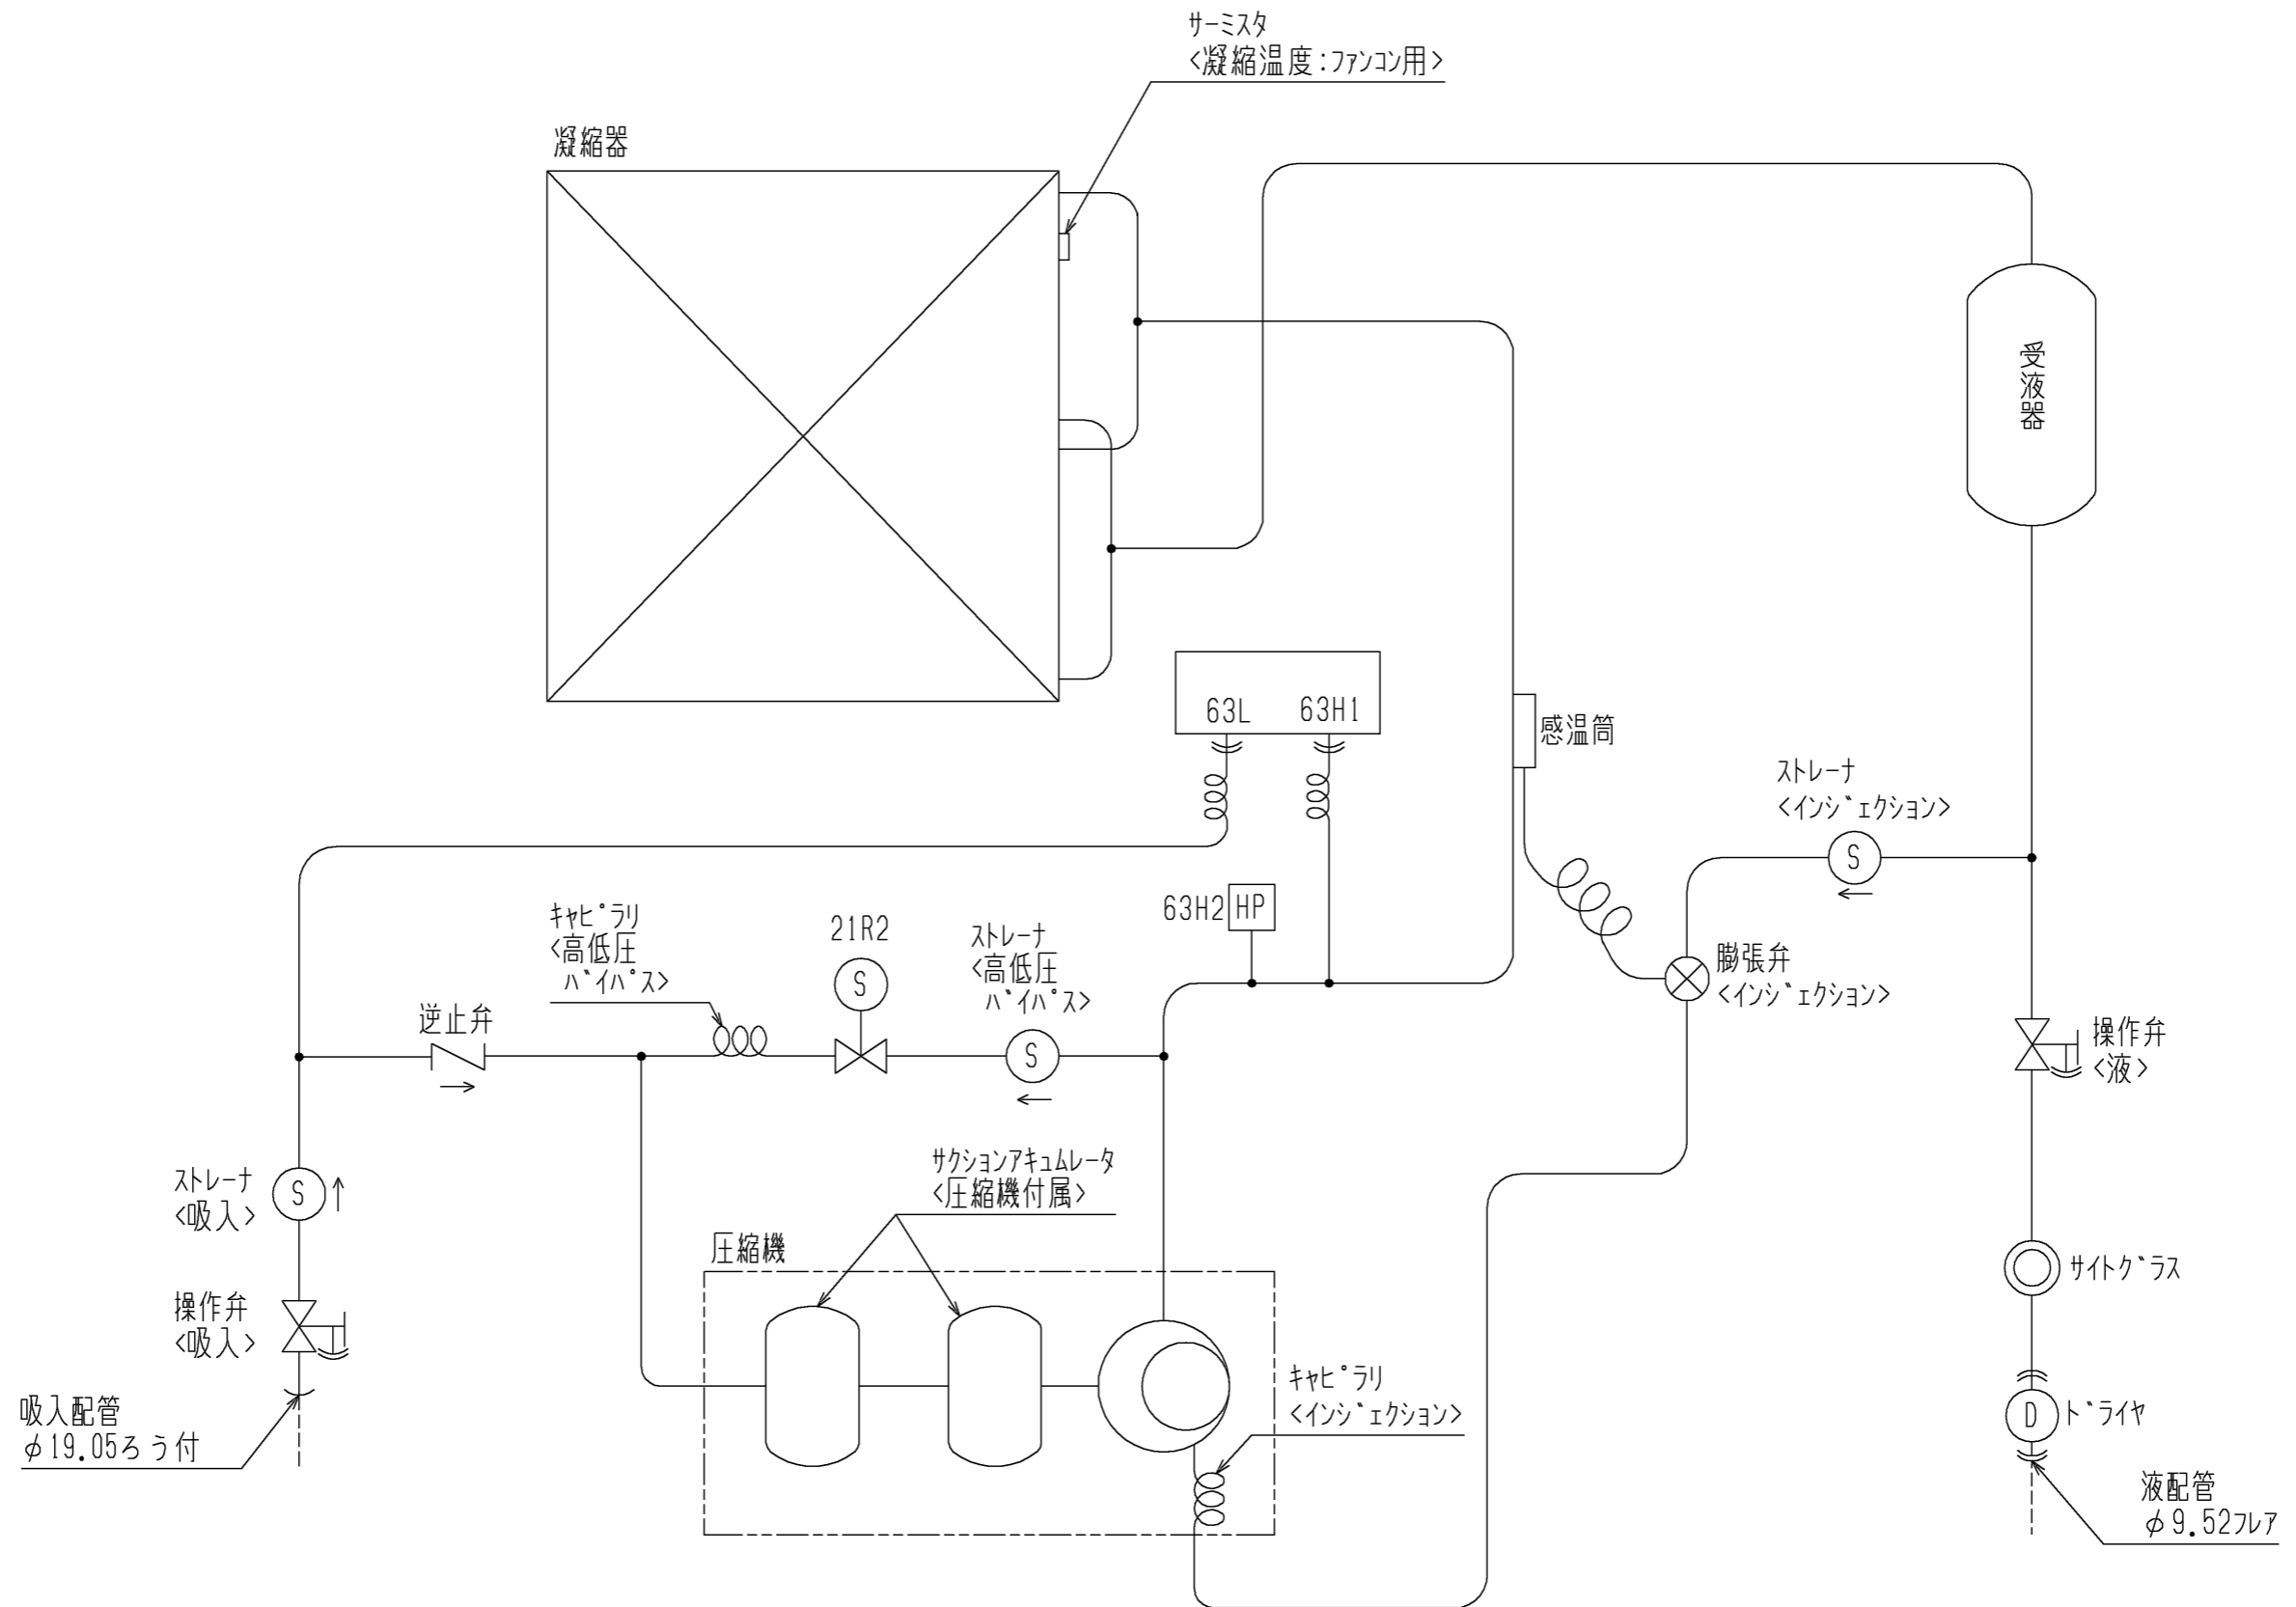 サーミスタ
<凝縮温度:ファンコン用>
凝縮器
受液器
63L
63H1
感温筒
ストレーナ
<インジェクション>
S
63H2
HP
キャピラリ
<高低圧
バイパス>
21R2
S
ストレーナ
<高低圧
バイパス>
S
膨張弁
<インジェクション>
逆止弁
操作弁
<液>
ストレーナ
<吸入>
S
サクションアキュムレータ
<圧縮機付属>
圧縮機
サイトグラス
操作弁
<吸入>
キャピラリ
<インジェクション>
吸入配管
φ19.05ろう付
D
ドライヤ
液配管
φ9.52フレア